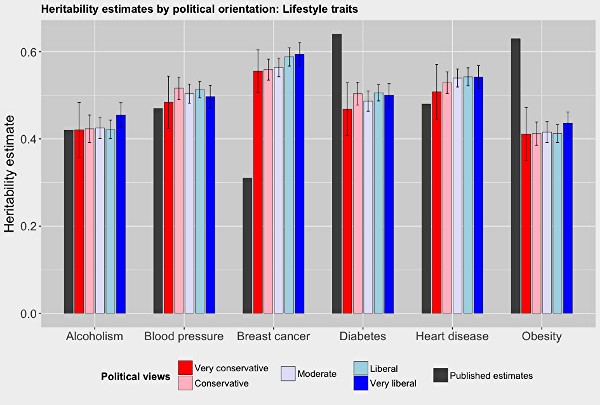 Heritability estimates by political orientation: Lifestyle traits
Heritability estimate
0.6
0.4
0.2
0.0
Alcoholism Blood pressure Breast cancer Diabetes Heart disease Obesity
Political views
Very conservative
Conservative
Moderate
Liberal
Very liberal
Published estimates